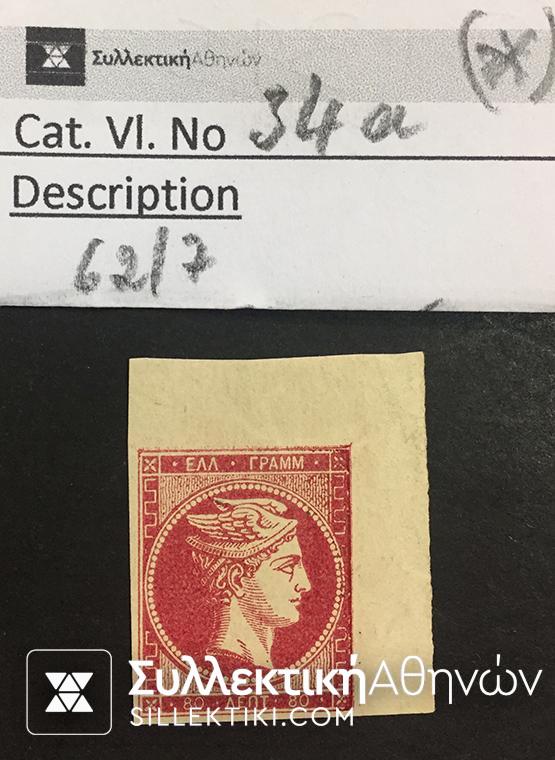 ΣυλλεκτικήΑθηνών
(*)
Cat. Vl. No 34a
Description
62/7
ΕΛΛ · ΓΡΑΜΜ
80 ΛΕΠΤ 80
ΣυλλεκτικήΑθηνών
SILLEKTIKI.COM